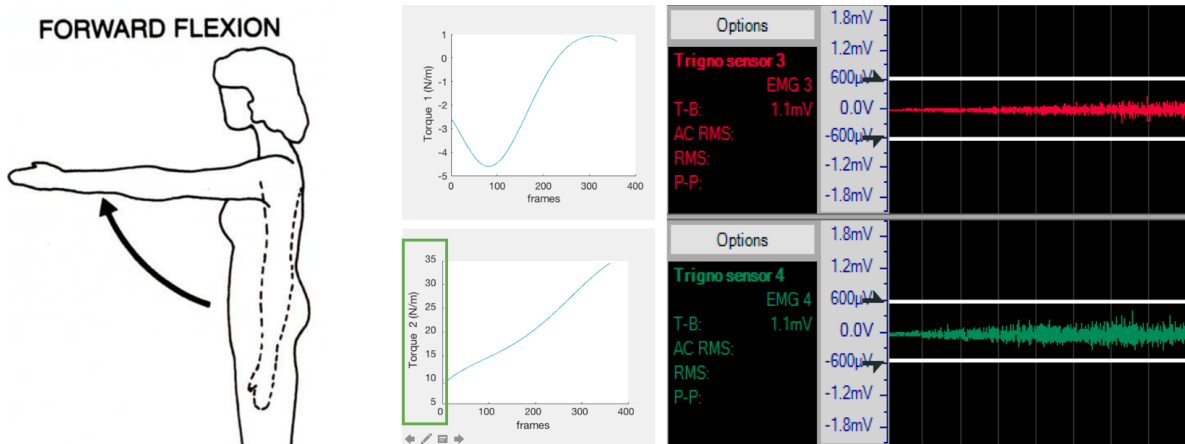 FORWARD FLEXION
Torque 1 (N/m)
1
0
-1
-2
-3
-4
-5
0 100 200 300 400
frames
Torque 2 (N/m)
35
30
25
20
15
10
5
0 100 200 300 400
frames
Options
Trigno sensor 3
EMG 3
T-B: 1.1mV
AC RMS:
RMS:
P-P:
1.8mV
1.2mV
600µV
0.0V
-600µV
-1.2mV
-1.8mV
Options
Trigno sensor 4
EMG 4
T-B: 1.1mV
AC RMS:
RMS:
P-P:
1.8mV
1.2mV
600µV
0.0V
-600µV
-1.2mV
-1.8mV